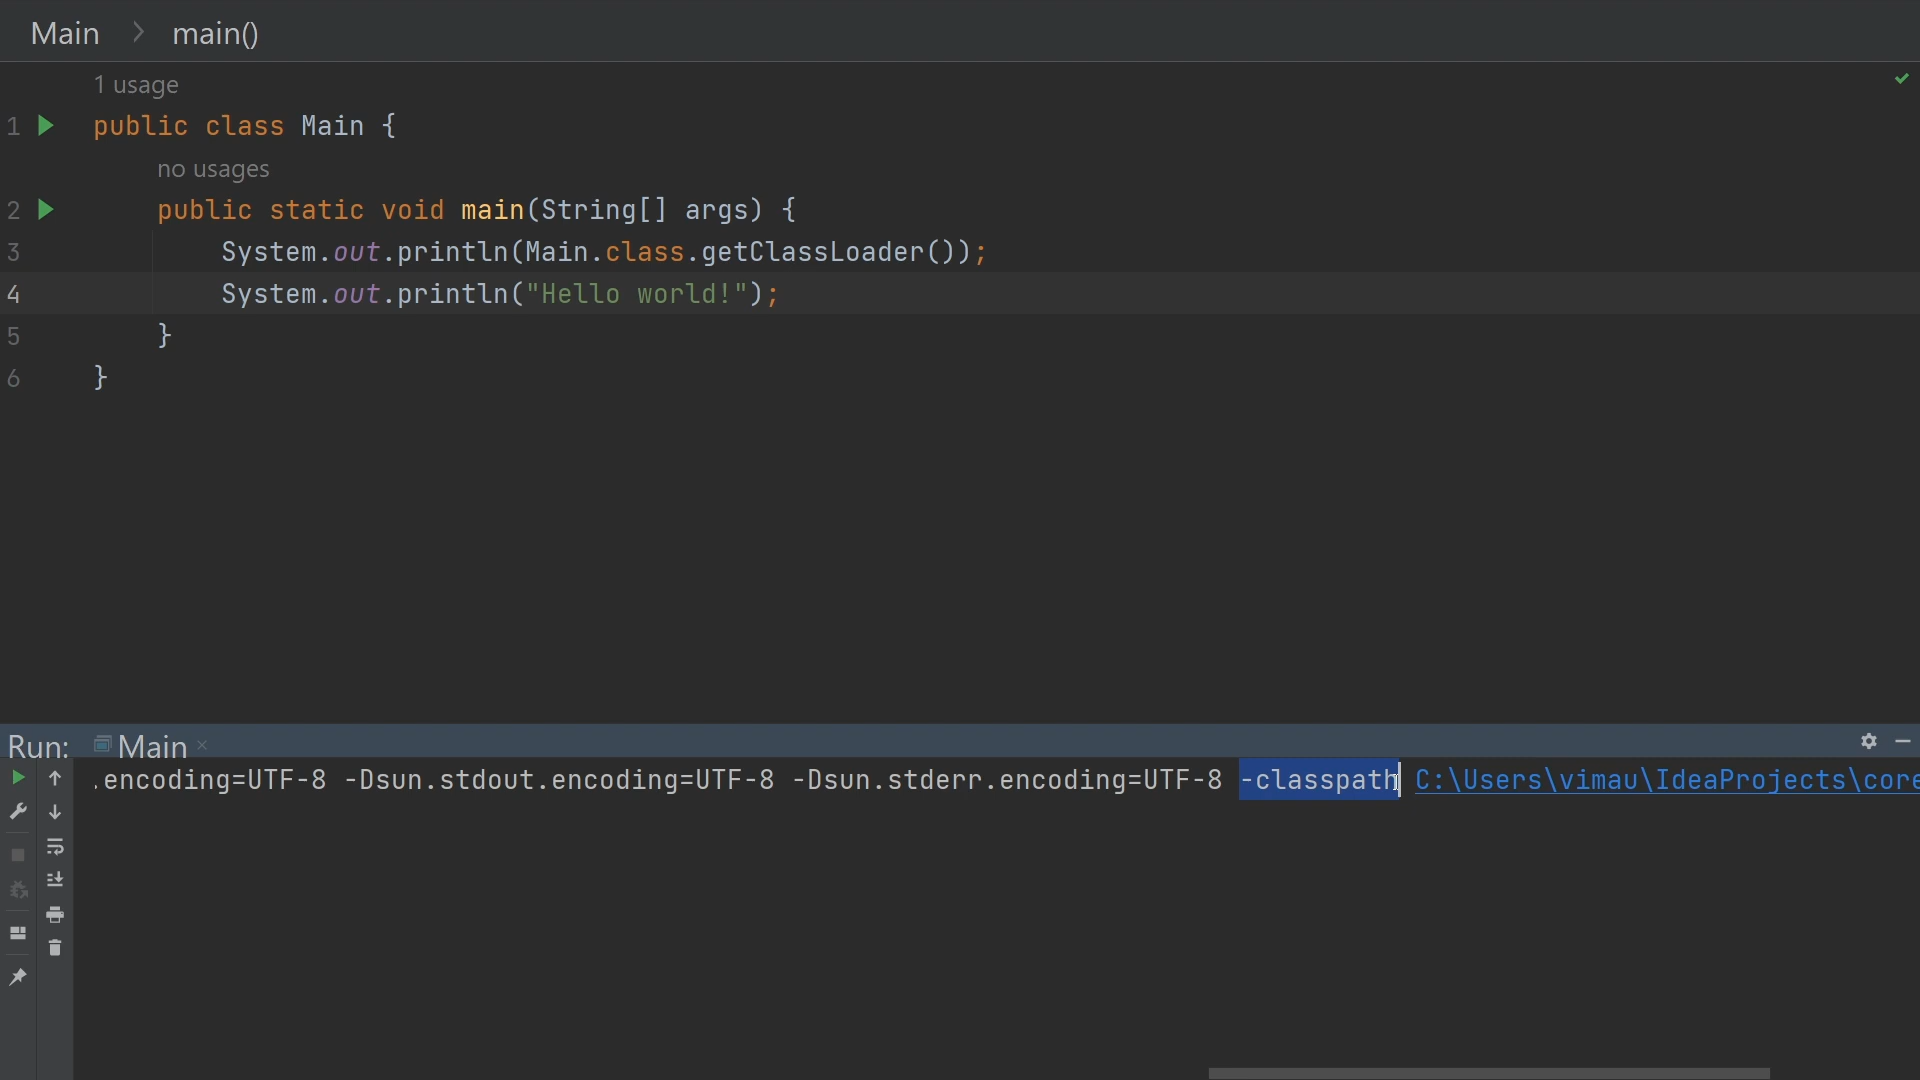 Main > main()
1 usage
1 public class Main {
no usages
2 public static void main(String[] args) {
3 System.out.println(Main.class.getClassLoader());
4 System.out.println("Hello world!");
5 }
6 }
Run: Main ×
.encoding=UTF-8 -Dsun.stdout.encoding=UTF-8 -Dsun.stderr.encoding=UTF-8 -classpath C:\Users\vimau\IdeaProjects\core